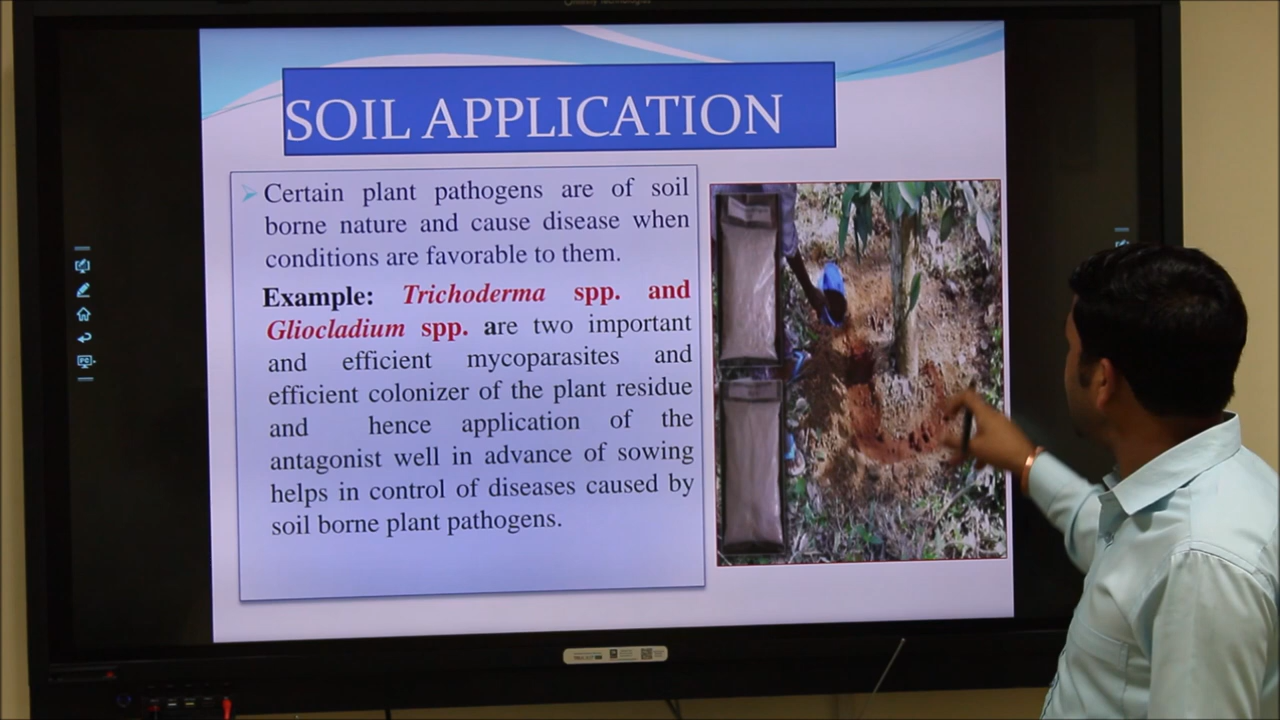 SOIL APPLICATION
Certain plant pathogens are of soil
borne nature and cause disease when
conditions are favorable to them.
Example: Trichoderma spp. and
Gliocladium spp. are two important
and efficient mycoparasites and
efficient colonizer of the plant residue
and hence application of the
antagonist well in advance of sowing
helps in control of diseases caused by
soil borne plant pathogens.